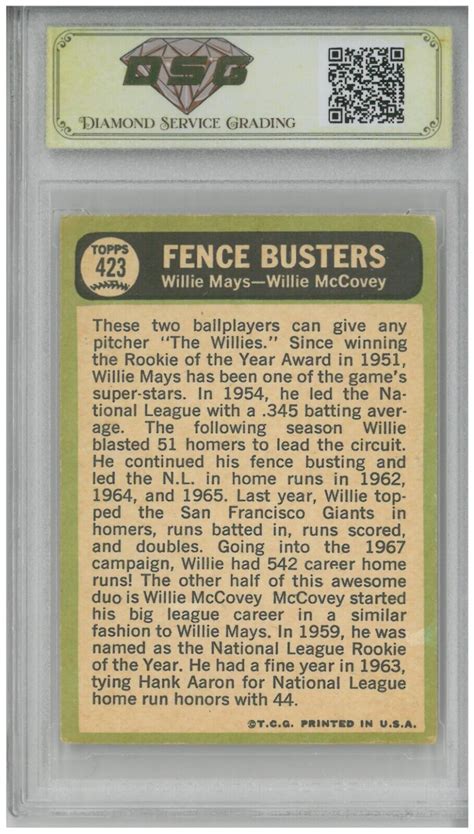 DSG
DIAMOND SERVICE GRADING
TOPPS
423
FENCE BUSTERS
Willie Mays—Willie McCovey
These two ballplayers can give any
pitcher "The Willies." Since winning
the Rookie of the Year Award in 1951,
Willie Mays has been one of the game's
super-stars. In 1954, he led the Na-
tional League with a .345 batting aver-
age. The following season Willie
blasted 51 homers to lead the circuit.
He continued his fence busting and
led the N.L. in home runs in 1962,
1964, and 1965. Last year, Willie top-
ped the San Francisco Giants in
homers, runs batted in, runs scored,
and doubles. Going into the 1967
campaign, Willie had 542 career home
runs! The other half of this awesome
duo is Willie McCovey McCovey started
his big league career in a similar
fashion to Willie Mays. In 1959, he was
named as the National League Rookie
of the Year. He had a fine year in 1963,
tying Hank Aaron for National League
home run honors with 44.
©T.C.G. PRINTED IN U.S.A.